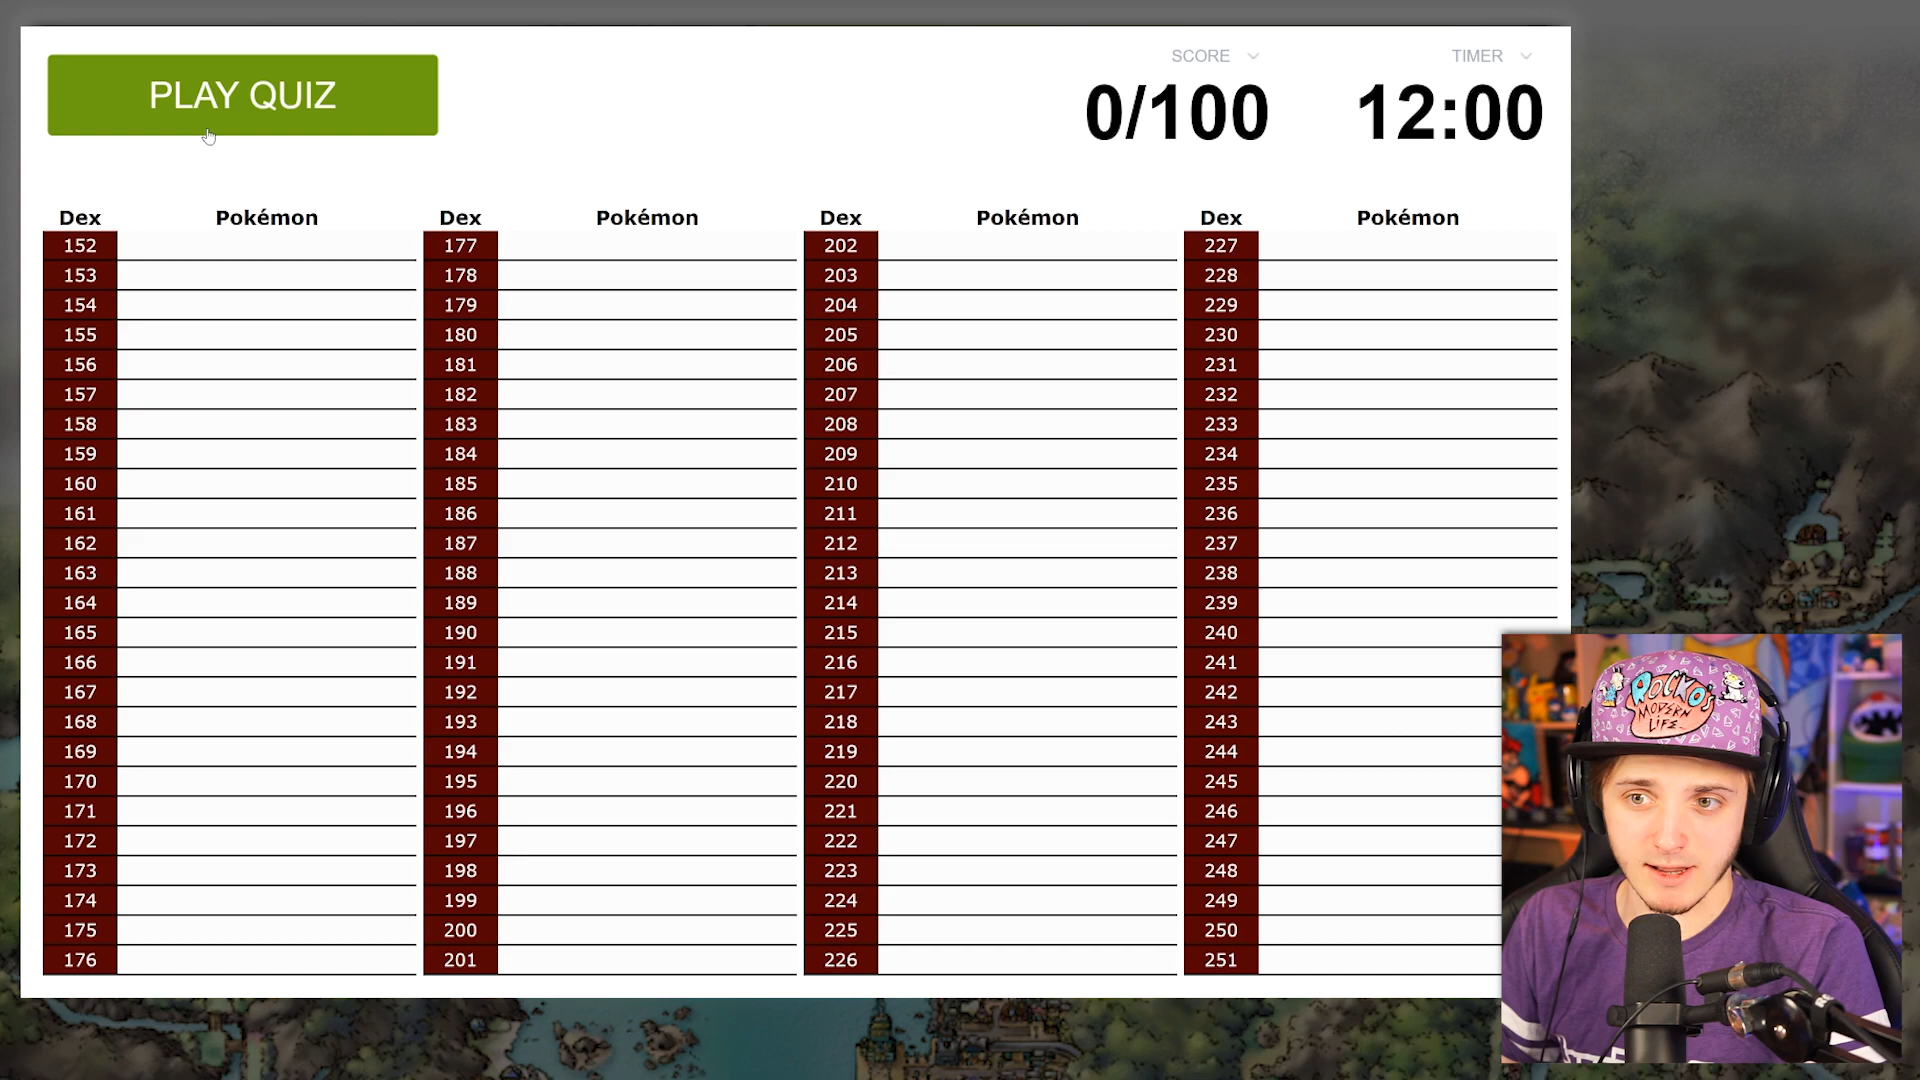 PLAY QUIZ
SCORE
TIMER
0/100
12:00
Dex Pokémon Dex Pokémon Dex Pokémon Dex Pokémon
152 177 202 227
153 178 203 228
154 179 204 229
155 180 205 230
156 181 206 231
157 182 207 232
158 183 208 233
159 184 209 234
160 185 210 235
161 186 211 236
162 187 212 237
163 188 213 238
164 189 214 239
165 190 215 240
166 191 216 241
167 192 217 242
168 193 218 243
169 194 219 244
170 195 220 245
171 196 221 246
172 197 222 247
173 198 223 248
174 199 224 249
175 200 225 250
176 201 226 251
ROCKO'S
MODERN
LIFE